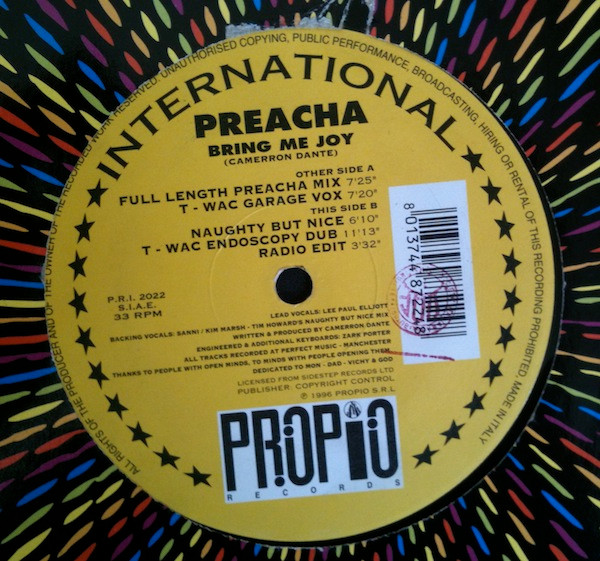 ALL RIGHTS OF THE PRODUCER AND OF THE OWNER OF THE RECORDED WORK RESERVED. UNAUTHORISED COPYING, PUBLIC PERFORMANCE, BROADCASTING, HIRING OR RENTAL OF THIS RECORDING PROHIBITED. MADE IN ITALY
INTERNATIONAL
PREACHA
BRING ME JOY
(CAMERRON DANTE)
OTHER SIDE A
FULL LENGTH PREACHA MIX 7'25"
T - WAC GARAGE VOX 7'20"
THIS SIDE B
NAUGHTY BUT NICE 6'10"
T - WAC ENDOSCOPY DUB 11'13"
RADIO EDIT 3'32"
P.R.I. 2022
S.I.A.E.
33 RPM
LEAD VOCALS: LEE PAUL ELLIOTT
BACKING VOCALS: SANNI / KIM MARSH - TIM HOWARD'S NAUGHTY BUT NICE MIX
WRITTEN & PRODUCED BY CAMERRON DANTE
ENGINEERED & ADDITIONAL KEYBOARDS: ZARK PORTER
ALL TRACKS RECORDED AT PERFECT MUSIC - MANCHESTER
THANKS TO PEOPLE WITH OPEN MINDS, TO MINDS WITH PEOPLE OPENING THEM
DEDICATED TO MON - DAD - VICHY & GOD
LICENSED FROM SIDESTEP RECORDS LTD
PUBLISHER: COPYRIGHT CONTROL
℗ © 1996 PROPIO S.R.L
PROPIO
RECORDS